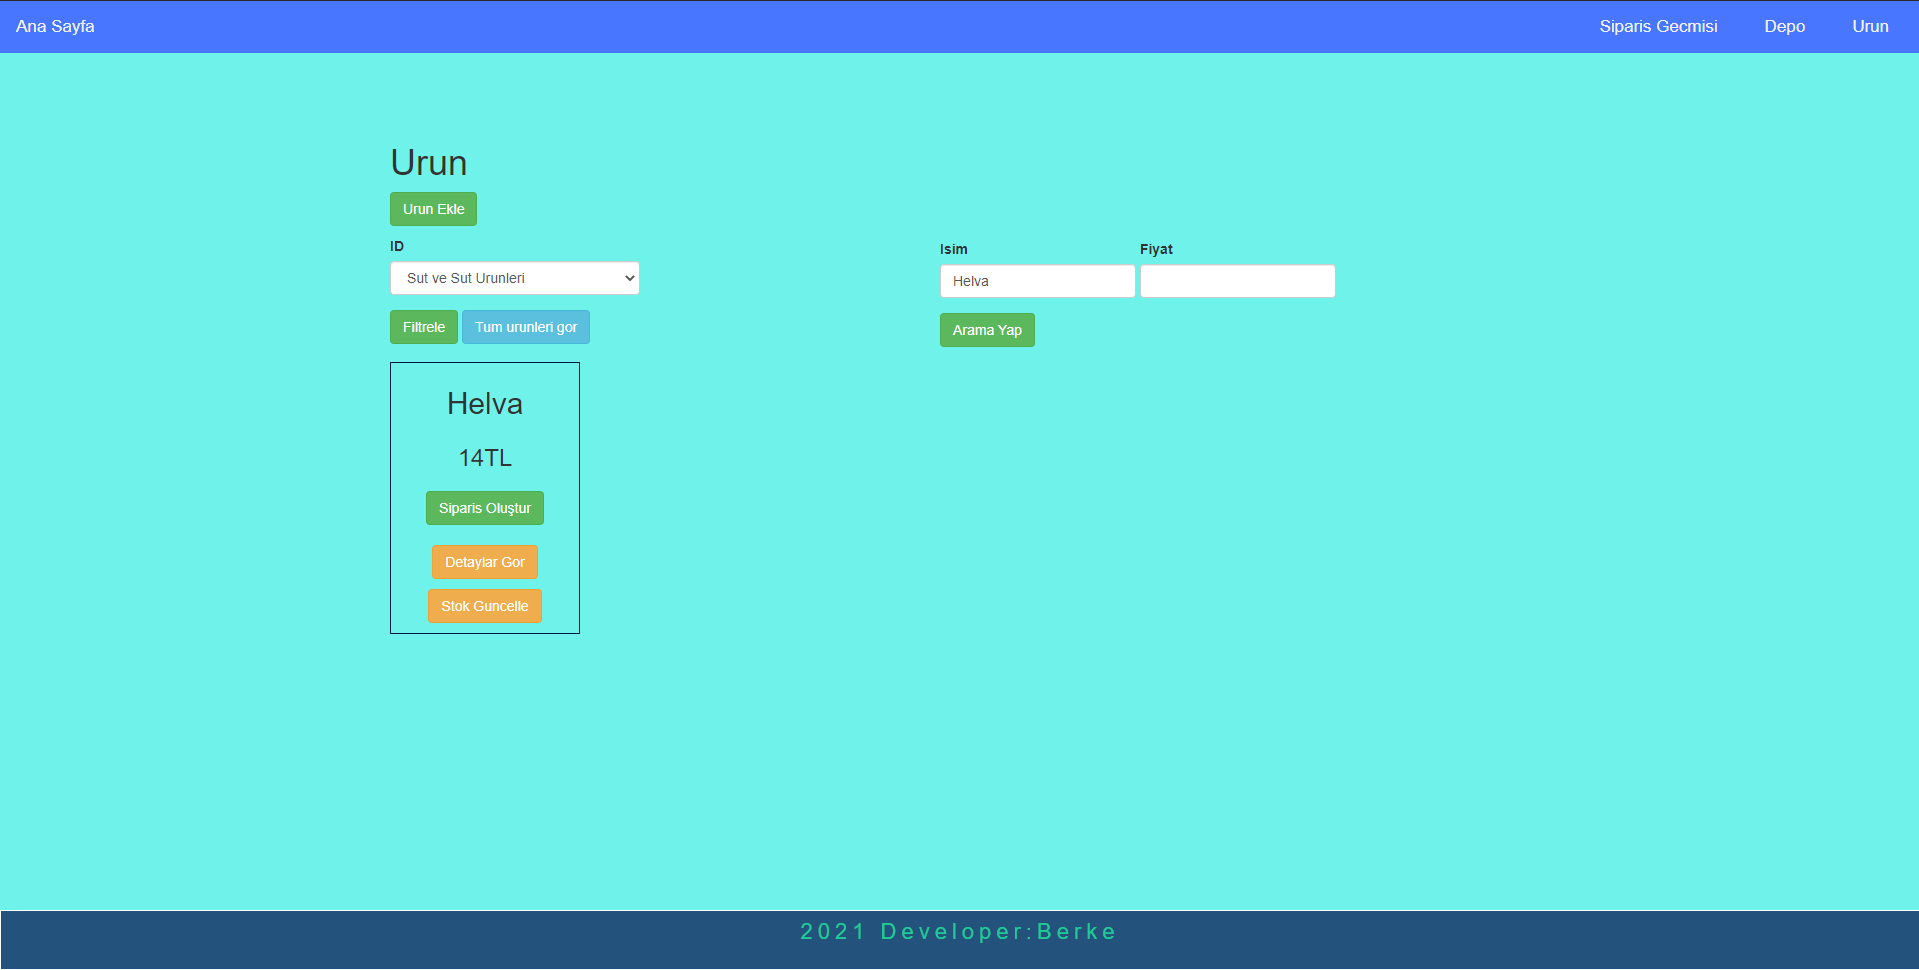 Ana Sayfa
Siparis Gecmisi
Depo
Urun
Urun
Urun Ekle
ID
Sut ve Sut Urunleri
Filtrele
Tum urunleri gor
Isim
Fiyat
Helva
Arama Yap
Helva
14TL
Siparis Oluştur
Detaylar Gor
Stok Guncelle
2021 Developer:Berke